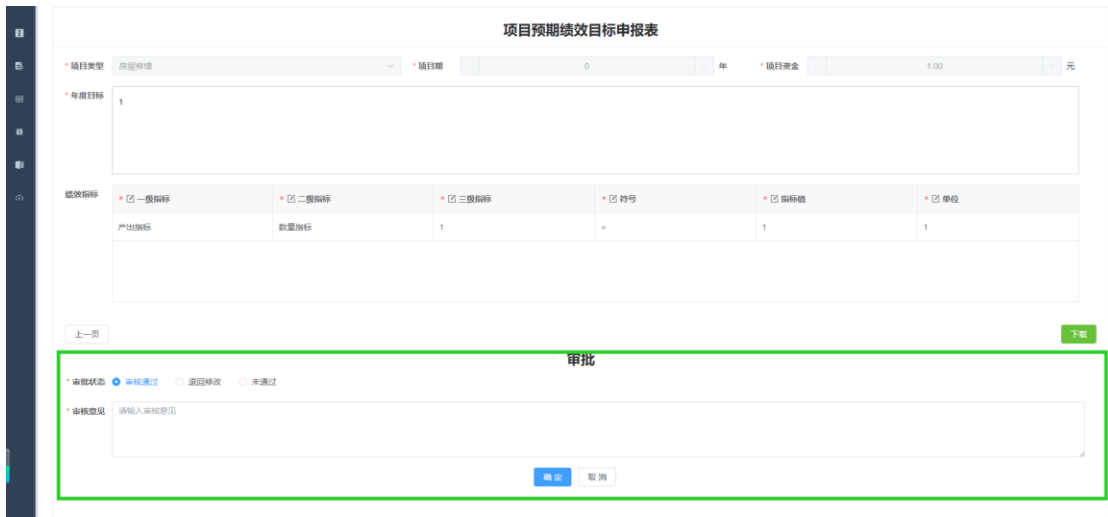 项目预期绩效目标申报表
* 项目类型 房屋修缮 * 项目期 - 0 - 年 * 项目资金 - 1.00 - 元
* 年度目标 1
绩效指标 * 一级指标 * 二级指标 * 三级指标 * 符号 * 指标值 * 单位
产出指标 数量指标 1 = 1 1
上一页 下载
审批
* 审批状态 审核通过 退回修改 未通过
* 审核意见 请输入审核意见
确定 取消